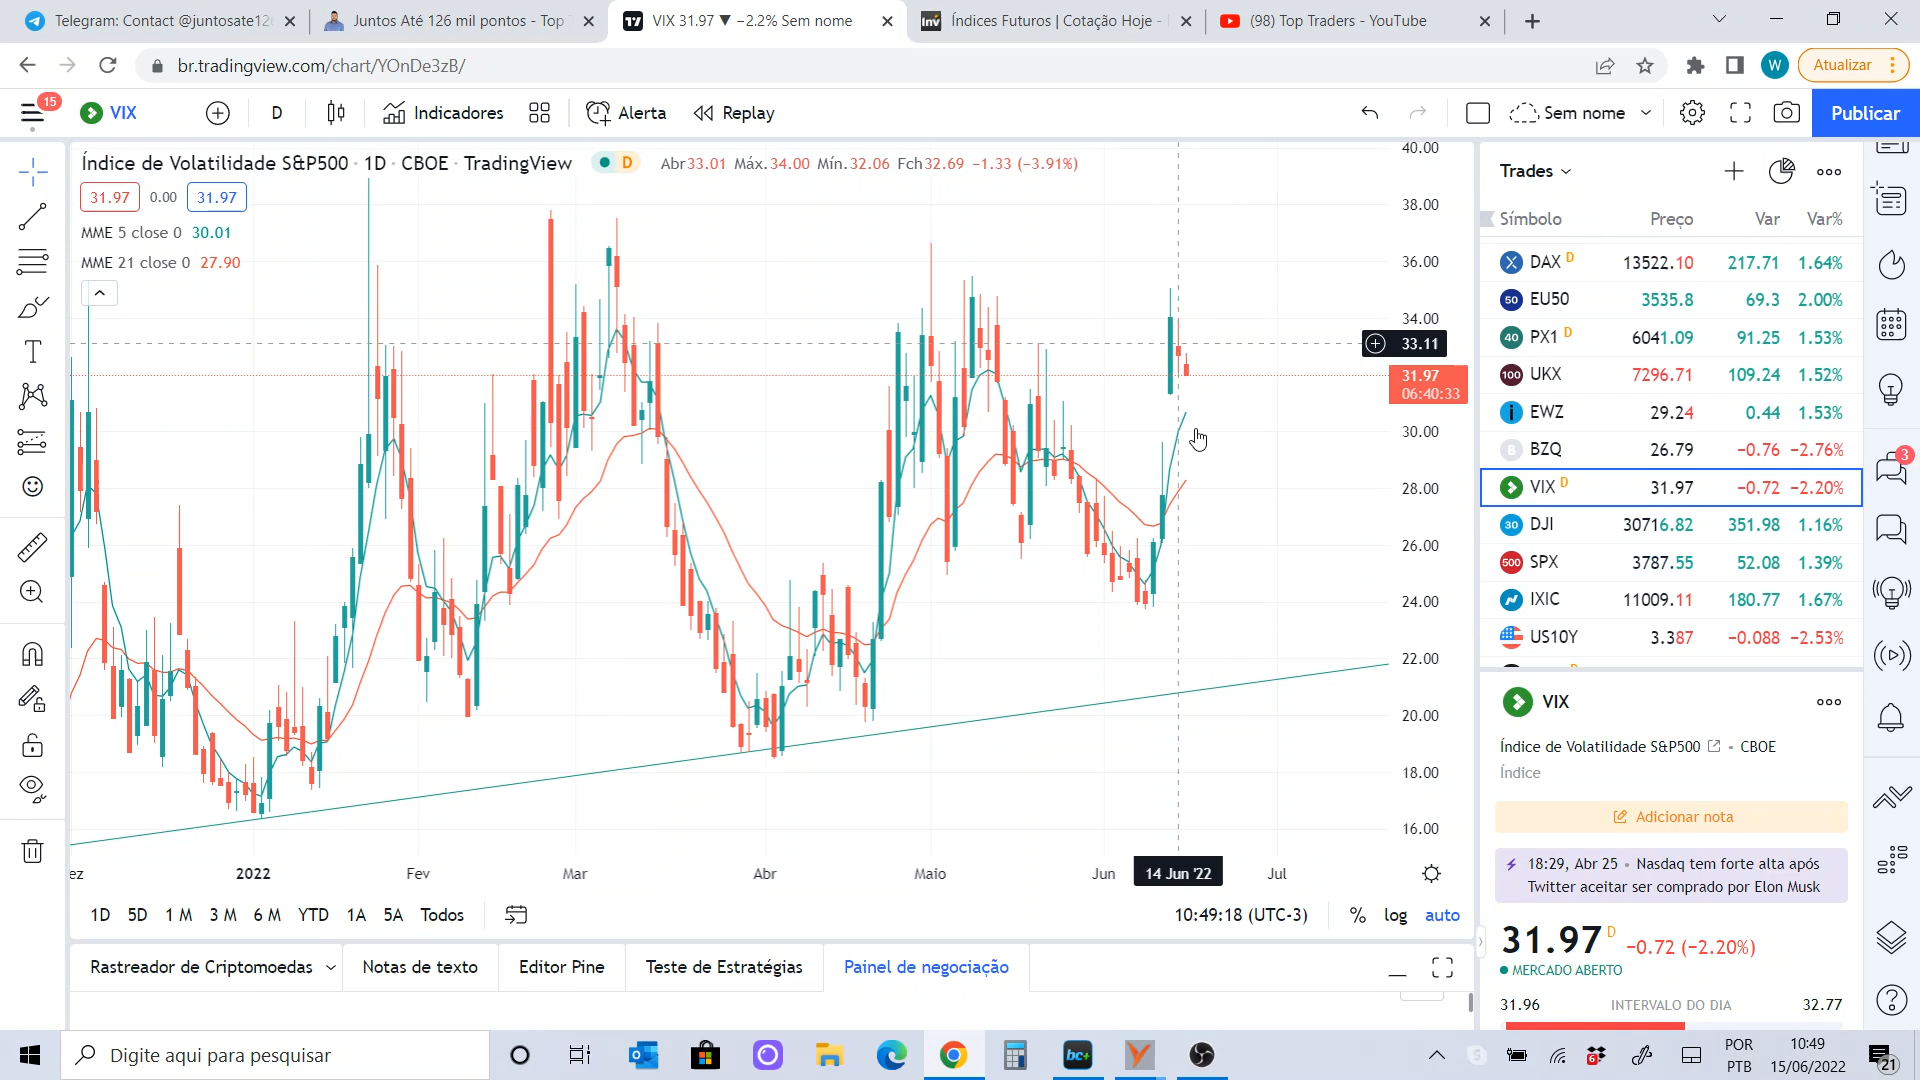 Telegram: Contact @juntosate12
Juntos Até 126 mil pontos - Top
VIX 31.97 ▼ −2.2% Sem nome
Índices Futuros | Cotação Hoje -
(98) Top Traders - YouTube
br.tradingview.com/chart/YOnDe3zB/
W
Atualizar
15
VIX
D
Indicadores
Alerta
Replay
Sem nome
Publicar
Índice de Volatilidade S&P500 · 1D · CBOE · TradingView
D
Abr33.01 Máx.34.00 Mín.32.06 Fch32.69 −1.33 (−3.91%)
31.97 0.00 31.97
MME 5 close 0 30.01
MME 21 close 0 27.90
40.00
38.00
36.00
34.00
33.11
31.97
06:40:33
30.00
28.00
26.00
24.00
22.00
20.00
18.00
16.00
ez 2022 Fev Mar Abr Maio Jun 14 Jun '22 Jul
1D 5D 1 M 3 M 6 M YTD 1A 5A Todos
10:49:18 (UTC-3) % log auto
Rastreador de Criptomoedas
Notas de texto
Editor Pine
Teste de Estratégias
Painel de negociação
Trades
Símbolo Preço Var Var%
DAX D 13522.10 217.71 1.64%
50 EU50 3535.8 69.3 2.00%
40 PX1 D 6041.09 91.25 1.53%
100 UKX 7296.71 109.24 1.52%
EWZ 29.24 0.44 1.53%
B BZQ 26.79 −0.76 −2.76%
VIX D 31.97 −0.72 −2.20%
30 DJI 30716.82 351.98 1.16%
500 SPX 3787.55 52.08 1.39%
IXIC 11009.11 180.77 1.67%
US10Y 3.387 −0.088 −2.53%
VIX
Índice de Volatilidade S&P500 • CBOE
Índice
Adicionar nota
18:29, Abr 25 • Nasdaq tem forte alta após
Twitter aceitar ser comprado por Elon Musk
31.97 D −0.72 (−2.20%)
MERCADO ABERTO
31.96 INTERVALO DO DIA 32.77
3
Digite aqui para pesquisar
bc+
6
POR
PTB
10:49
15/06/2022
21